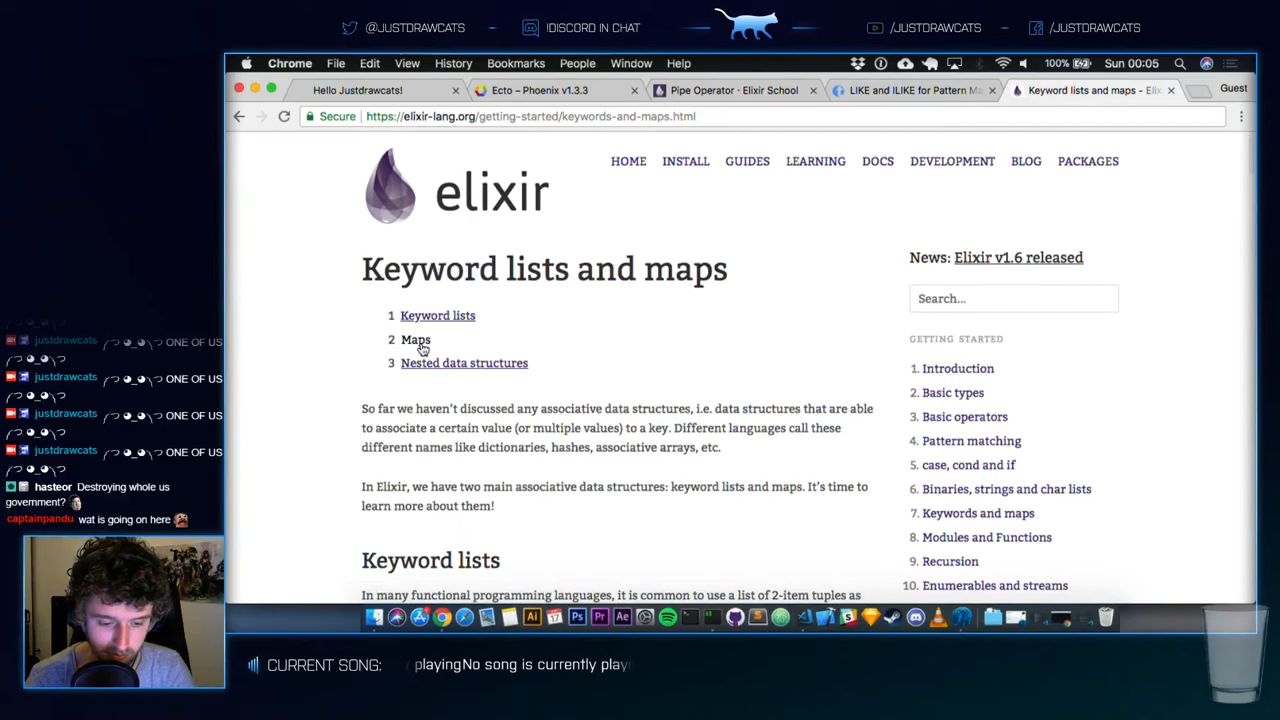 @JUSTDRAWCATS
!DISCORD IN CHAT
/JUSTDRAWCATS
/JUSTDRAWCATS
Chrome File Edit View History Bookmarks People Window Help
100%
Sun 00:05
Hello Justdrawcats!
Ecto – Phoenix v1.3.3
Pipe Operator · Elixir School
LIKE and ILIKE for Pattern Ma
Keyword lists and maps - Elix
Guest
Secure
https://elixir-lang.org/getting-started/keywords-and-maps.html
elixir
HOME INSTALL GUIDES LEARNING DOCS DEVELOPMENT BLOG PACKAGES
Keyword lists and maps
1 Keyword lists
2 Maps
3 Nested data structures
So far we haven't discussed any associative data structures, i.e. data structures that are able
to associate a certain value (or multiple values) to a key. Different languages call these
different names like dictionaries, hashes, associative arrays, etc.
In Elixir, we have two main associative data structures: keyword lists and maps. It's time to
learn more about them!
Keyword lists
In many functional programming languages, it is common to use a list of 2-item tuples as
News: Elixir v1.6 released
Search...
GETTING STARTED
1. Introduction
2. Basic types
3. Basic operators
4. Pattern matching
5. case, cond and if
6. Binaries, strings and char lists
7. Keywords and maps
8. Modules and Functions
9. Recursion
10. Enumerables and streams
justdrawcats ONE OF US
justdrawcats ONE OF US
justdrawcats ONE OF US
justdrawcats ONE OF US
hasteor Destroying whole us
government?
captainpandu wat is going on here
Ai
17
Ps
Pr
Ae
CURRENT SONG:
playingNo song is currently play